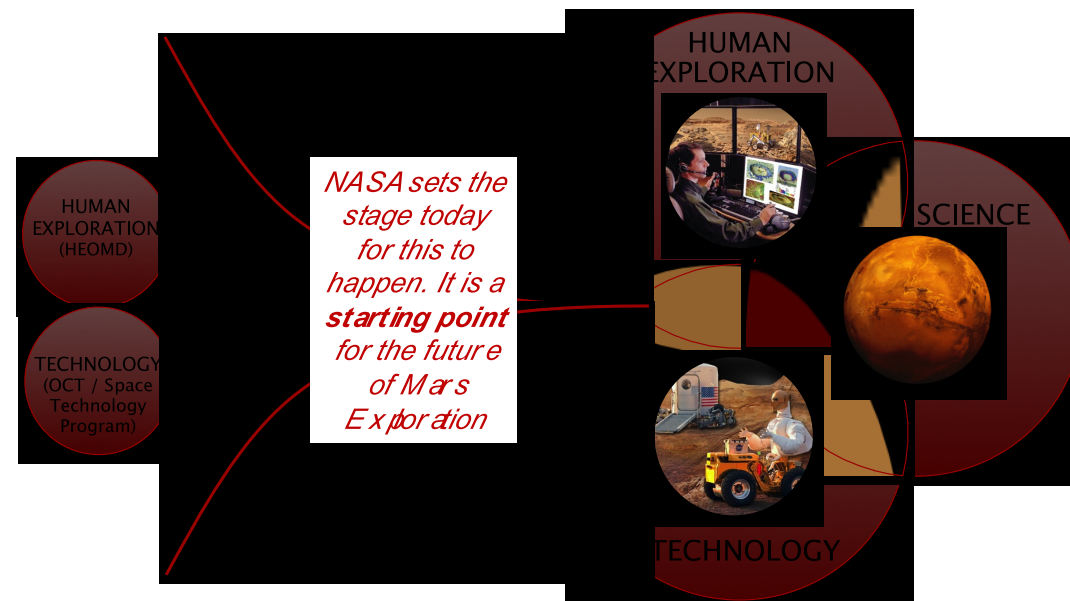 HUMAN
EXPLORATION
(HEOMD)
TECHNOLOGY
(OCT / Space
Technology
Program)
NASA sets the
stage today
for this to
happen. It is a
starting point
for the future
of Mars
Exploration
HUMAN
EXPLORATION
SCIENCE
TECHNOLOGY